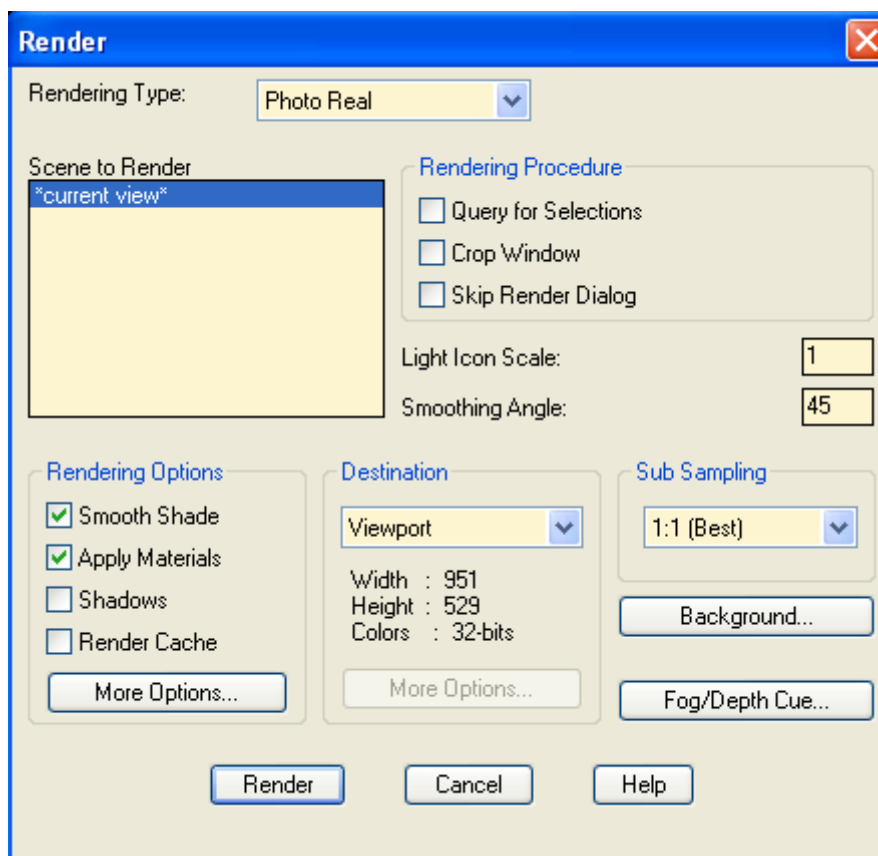 Render
Rendering Type: Photo Real
Scene to Render
*current view*
Rendering Procedure
Query for Selections
Crop Window
Skip Render Dialog
Light Icon Scale: 1
Smoothing Angle: 45
Rendering Options
Smooth Shade
Apply Materials
Shadows
Render Cache
More Options...
Destination
Viewport
Width : 951
Height : 529
Colors : 32-bits
More Options...
Sub Sampling
1:1 (Best)
Background...
Fog/Depth Cue...
Render Cancel Help